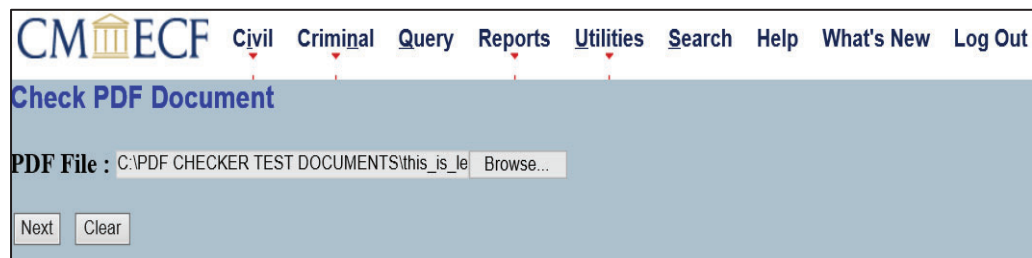 CM ECF Civil Criminal Query Reports Utilities Search Help What's New Log Out
Check PDF Document
PDF File : C:\PDF CHECKER TEST DOCUMENTS\this_is_le Browse...
Next Clear